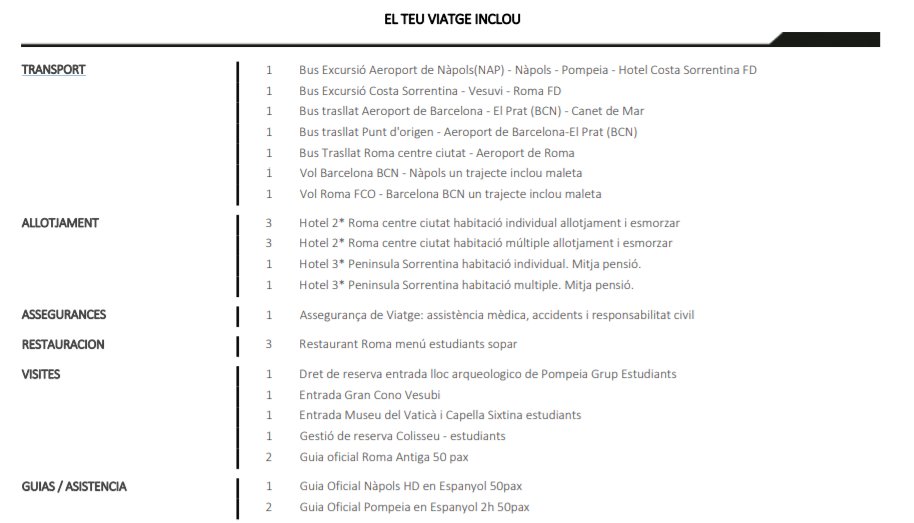 EL TEU VIATGE INCLOU
TRANSPORT 1 Bus Excursió Aeroport de Nàpols(NAP) - Nàpols - Pompeia - Hotel Costa Sorrentina FD
1 Bus Excursió Costa Sorrentina - Vesuvi - Roma FD
1 Bus trasllat Aeroport de Barcelona - El Prat (BCN) - Canet de Mar
1 Bus trasllat Punt d'origen - Aeroport de Barcelona-El Prat (BCN)
1 Bus Trasllat Roma centre ciutat - Aeroport de Roma
1 Vol Barcelona BCN - Nàpols un trajecte inclou maleta
1 Vol Roma FCO - Barcelona BCN un trajecte inclou maleta
ALLOTJAMENT 3 Hotel 2* Roma centre ciutat habitació individual allotjament i esmorzar
3 Hotel 2* Roma centre ciutat habitació múltiple allotjament i esmorzar
1 Hotel 3* Peninsula Sorrentina habitació individual. Mitja pensió.
1 Hotel 3* Peninsula Sorrentina habitació multiple. Mitja pensió.
ASSEGURANCES 1 Assegurança de Viatge: assistència mèdica, accidents i responsabilitat civil
RESTAURACION 3 Restaurant Roma menú estudiants sopar
VISITES 1 Dret de reserva entrada lloc arqueologico de Pompeia Grup Estudiants
1 Entrada Gran Cono Vesubi
1 Entrada Museu del Vaticà i Capella Sixtina estudiants
1 Gestió de reserva Colisseu - estudiants
2 Guia oficial Roma Antiga 50 pax
GUIAS / ASISTENCIA 1 Guia Oficial Nàpols HD en Espanyol 50pax
2 Guia Oficial Pompeia en Espanyol 2h 50pax